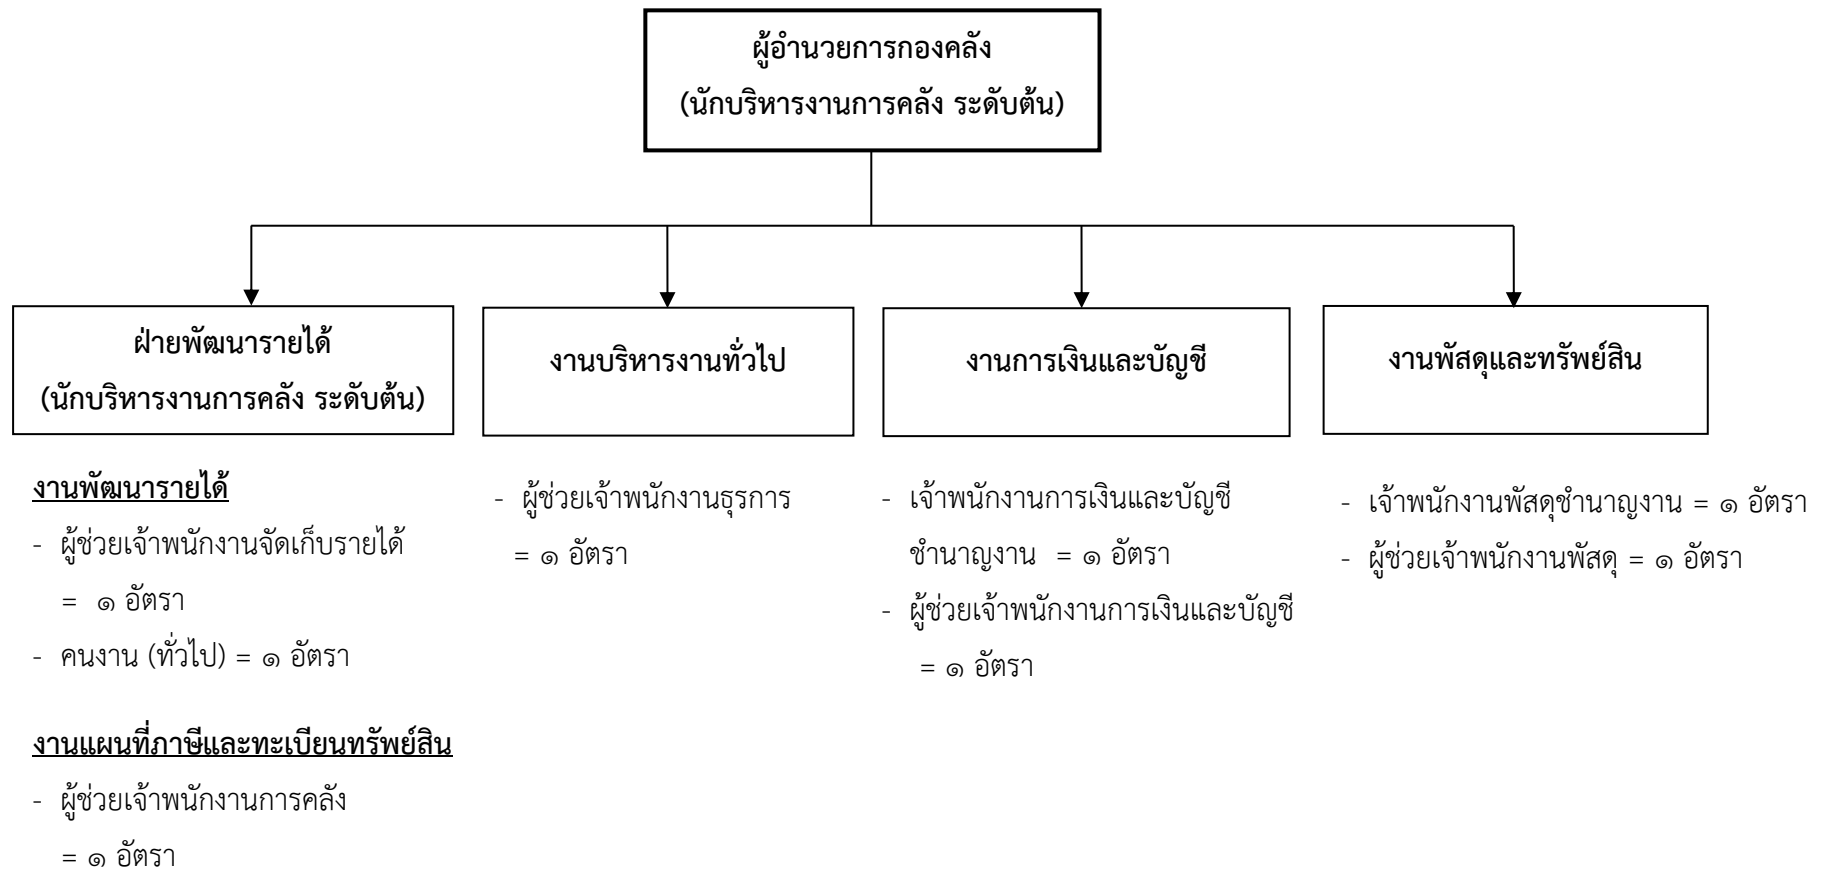 ผู้อำนวยการกองคลัง
(นักบริหารงานการคลัง ระดับต้น)
ฝ่ายพัฒนารายได้
(นักบริหารงานการคลัง ระดับต้น)
งานบริหารงานทั่วไป
งานการเงินและบัญชี
งานพัสดุและทรัพย์สิน
งานพัฒนารายได้
- ผู้ช่วยเจ้าพนักงานจัดเก็บรายได้
= ๑ อัตรา
- คนงาน (ทั่วไป) = ๑ อัตรา
งานแผนที่ภาษีและทะเบียนทรัพย์สิน
- ผู้ช่วยเจ้าพนักงานการคลัง
= ๑ อัตรา
- ผู้ช่วยเจ้าพนักงานธุรการ
= ๑ อัตรา
- เจ้าพนักงานการเงินและบัญชี
ชำนาญงาน = ๑ อัตรา
- ผู้ช่วยเจ้าพนักงานการเงินและบัญชี
= ๑ อัตรา
- เจ้าพนักงานพัสดุชำนาญงาน = ๑ อัตรา
- ผู้ช่วยเจ้าพนักงานพัสดุ = ๑ อัตรา